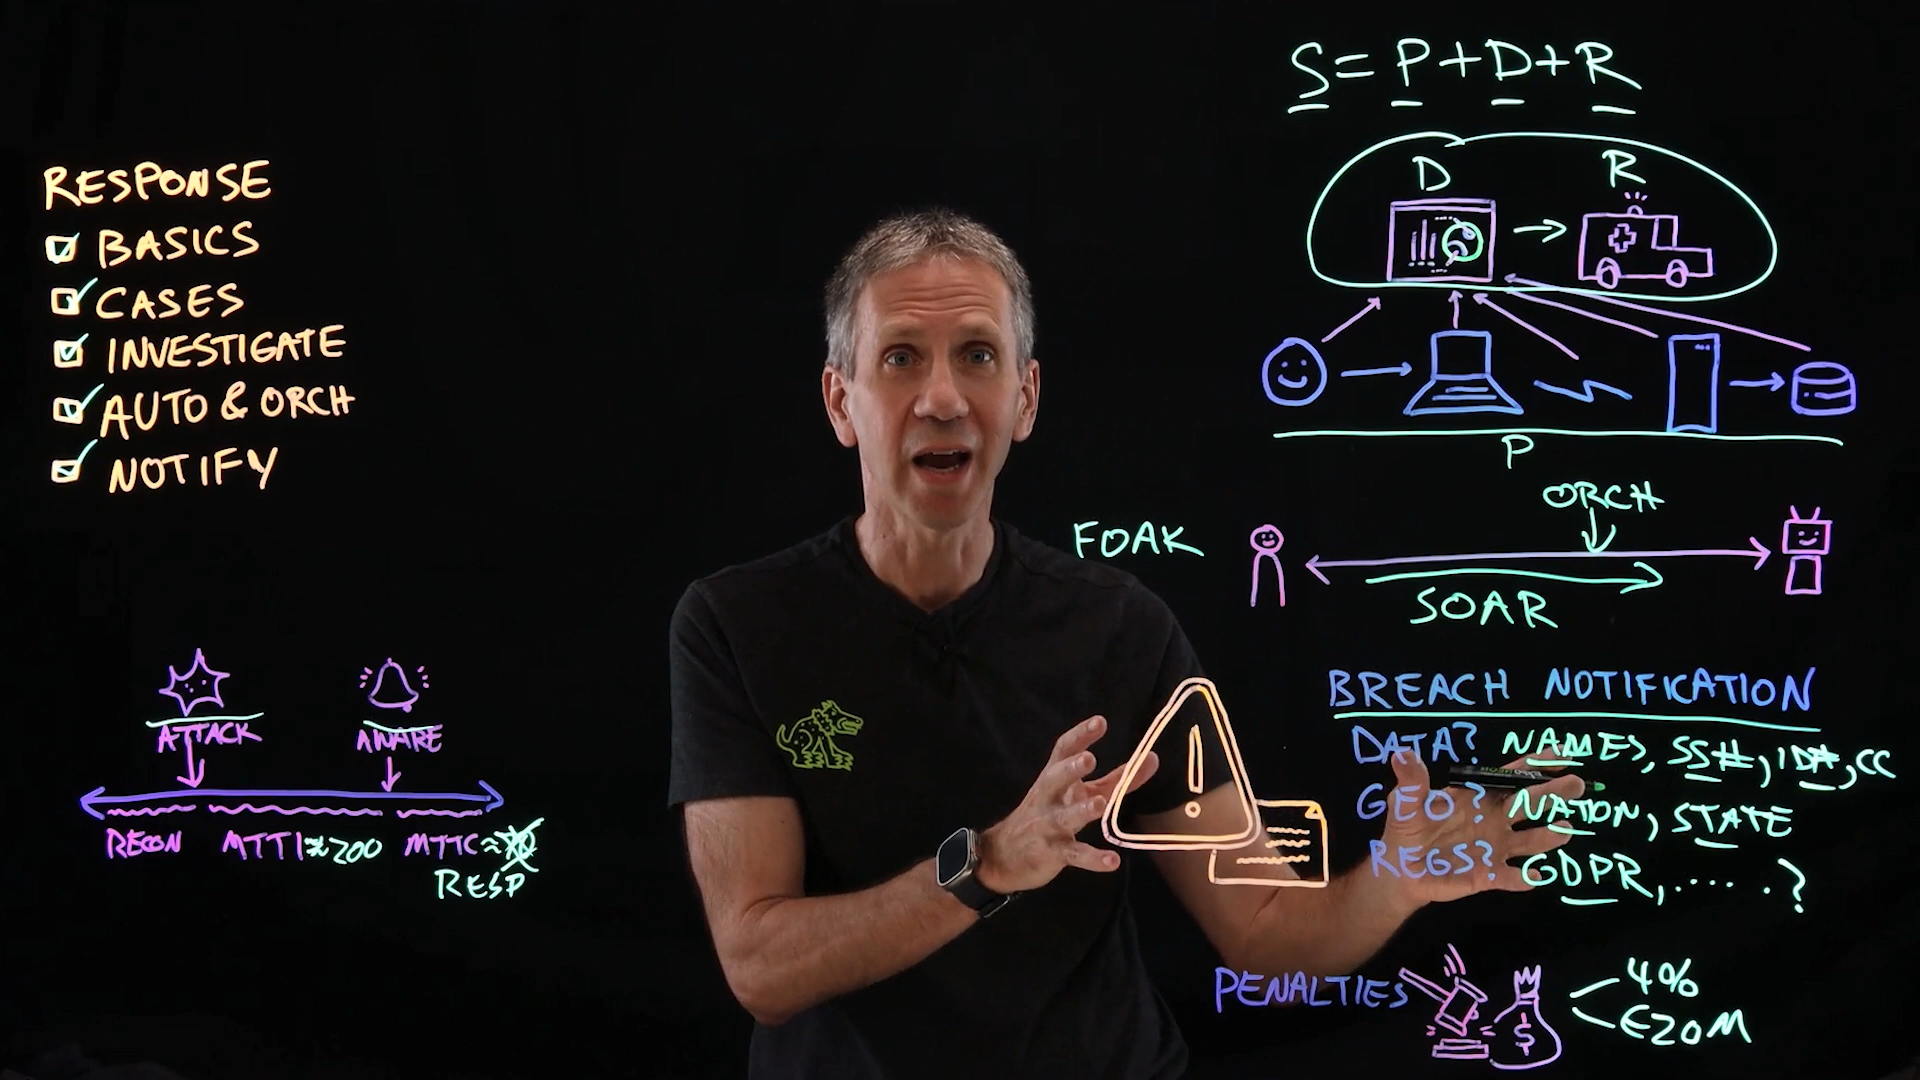 RESPONSE
BASICS
CASES
INVESTIGATE
AUTO & ORCH
NOTIFY
ATTACK
AWARE
RECON
MTTI≈200
MTTC≈
RESP
S=P+D+R
D
R
P
ORCH
FOAK
SOAR
BREACH NOTIFICATION
DATA? NAMES, SS#, ID#, CC
GEO? NATION, STATE
REGS? GDPR, ..... ?
!
PENALTIES
$
4%
€20M